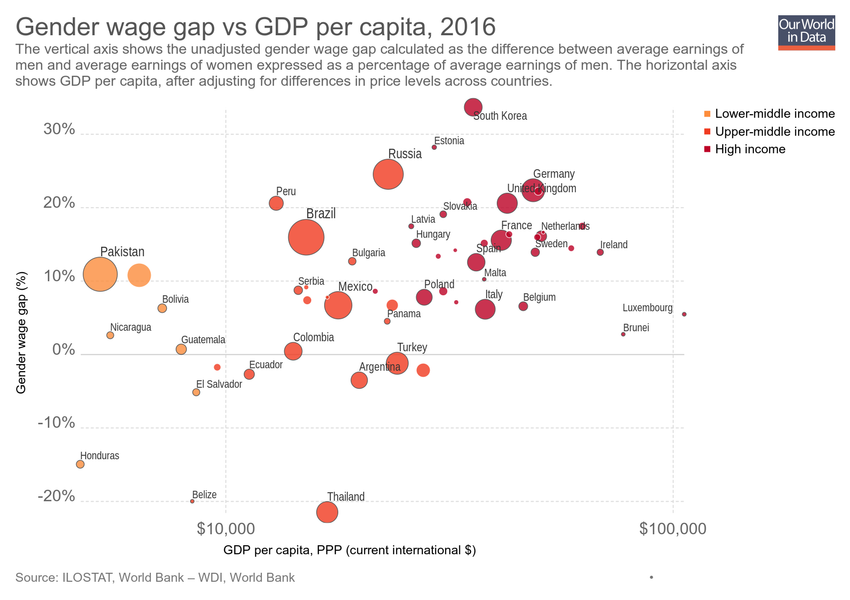 Gender wage gap vs GDP per capita, 2016
Our World
in Data
The vertical axis shows the unadjusted gender wage gap calculated as the difference between average earnings of
men and average earnings of women expressed as a percentage of average earnings of men. The horizontal axis
shows GDP per capita, after adjusting for differences in price levels across countries.
Lower-middle income
Upper-middle income
High income
South Korea
30%
Estonia
Russia
Germany
United Kingdom
Peru
20%
Slovakia
Brazil
Latvia
France
Netherlands
Hungary
Sweden
Ireland
Pakistan
Bulgaria
Spain
Malta
10%
Serbia
Mexico
Poland
Italy
Belgium
Bolivia
Luxembourg
Panama
Nicaragua
Brunei
Guatemala
Colombia
Turkey
0%
Ecuador
Argentina
El Salvador
-10%
Honduras
Belize
Thailand
-20%
$10,000
$100,000
Gender wage gap (%)
GDP per capita, PPP (current international $)
Source: ILOSTAT, World Bank – WDI, World Bank